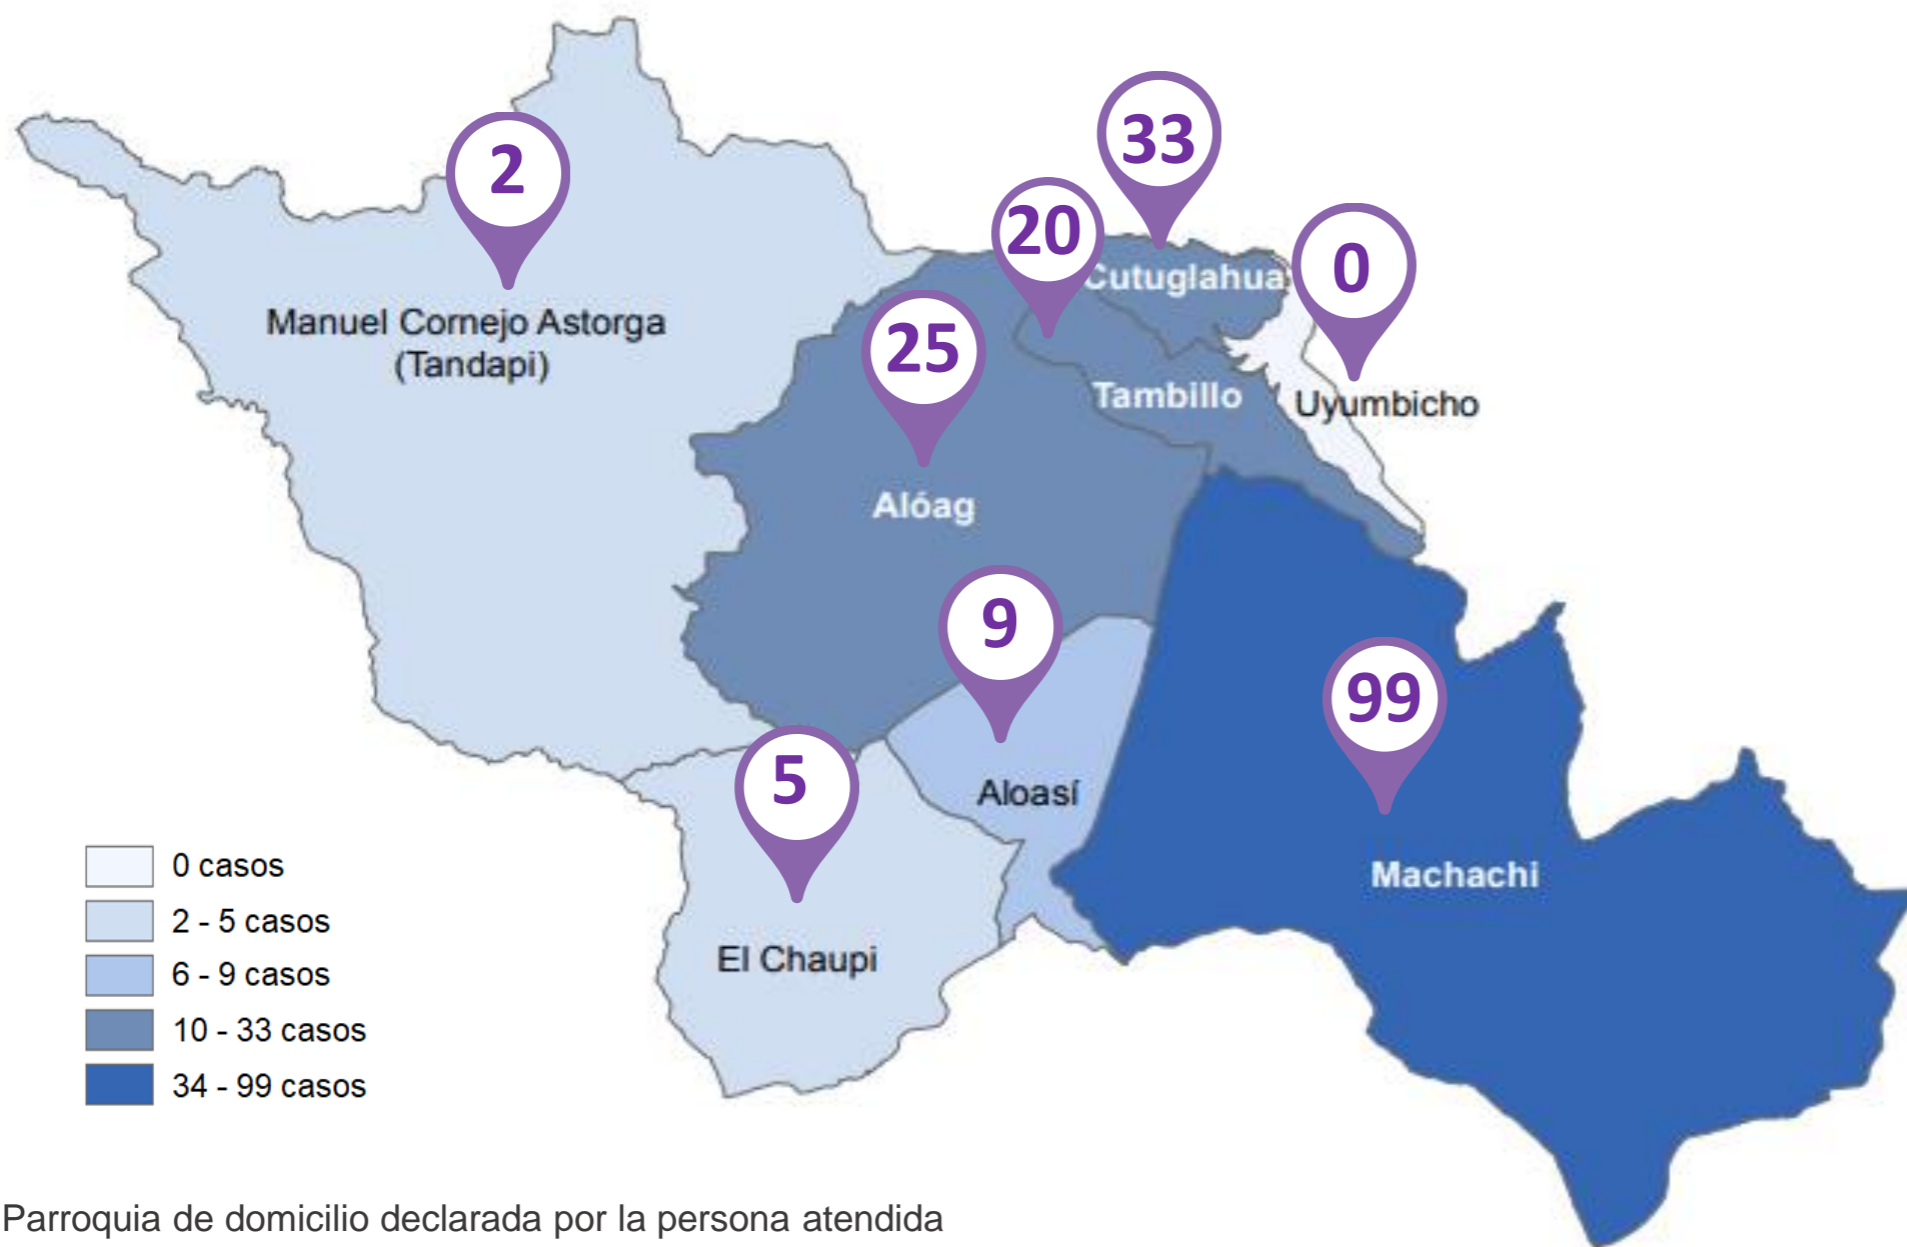 33
2
20
0
Cutuglahua
Manuel Cornejo Astorga
(Tandapi)
25
Tambillo
Uyumbicho
Alóag
9
99
5
Aloasí
Machachi
El Chaupi
0 casos
2 - 5 casos
6 - 9 casos
10 - 33 casos
34 - 99 casos
Parroquia de domicilio declarada por la persona atendida